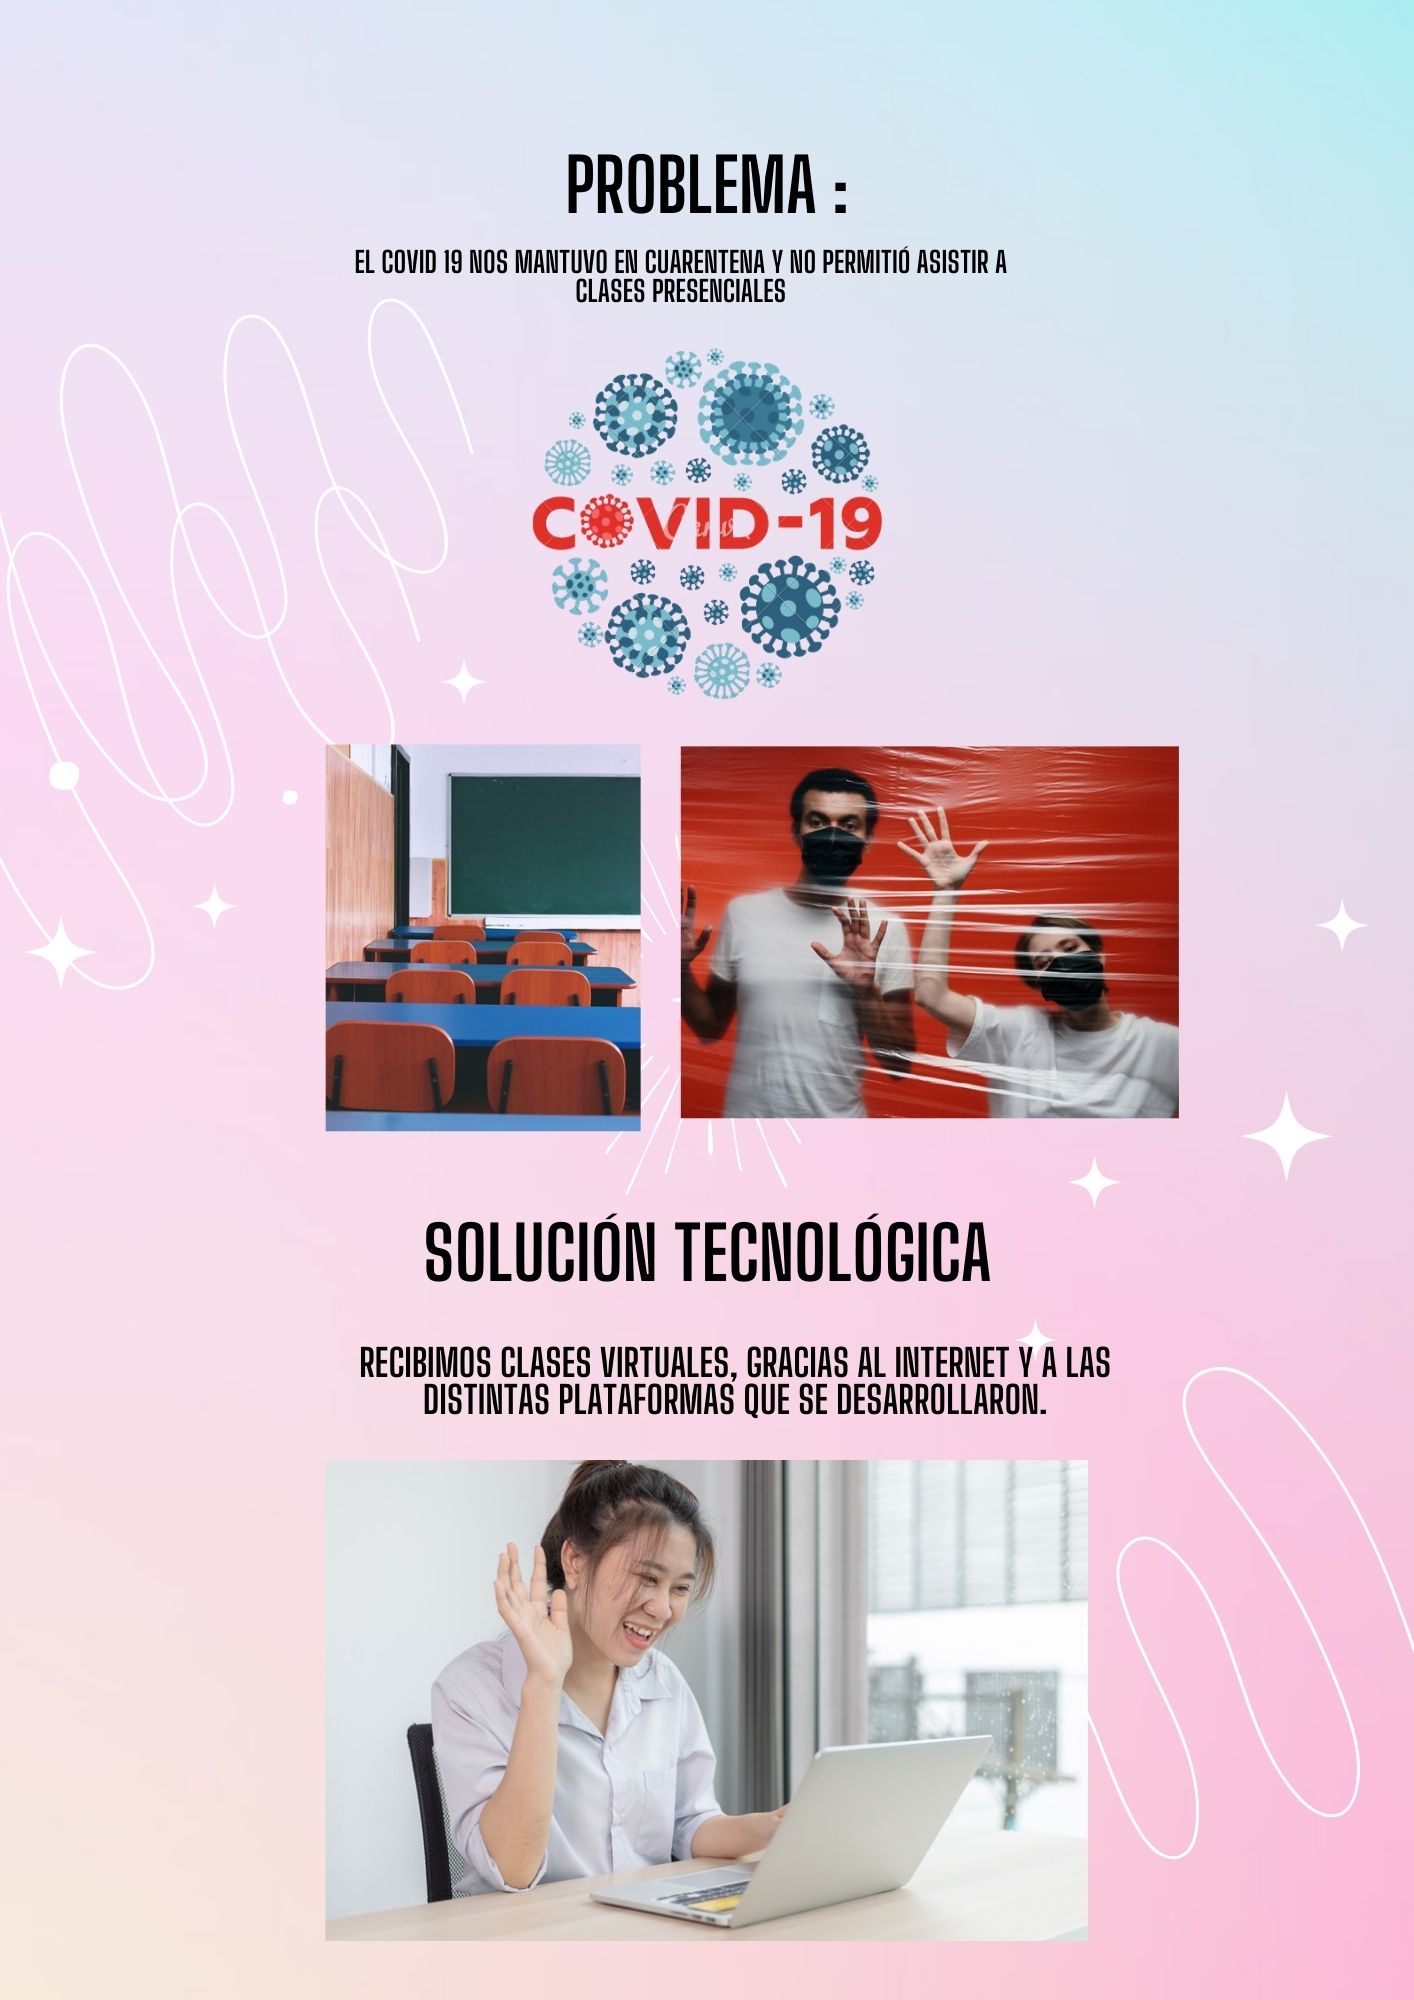 PROBLEMA :
EL COVID 19 NOS MANTUVO EN CUARENTENA Y NO PERMITIÓ ASISTIR A
CLASES PRESENCIALES
COVID-19
Canva
SOLUCIÓN TECNOLÓGICA
RECIBIMOS CLASES VIRTUALES, GRACIAS AL INTERNET Y A LAS
DISTINTAS PLATAFORMAS QUE SE DESARROLLARON.